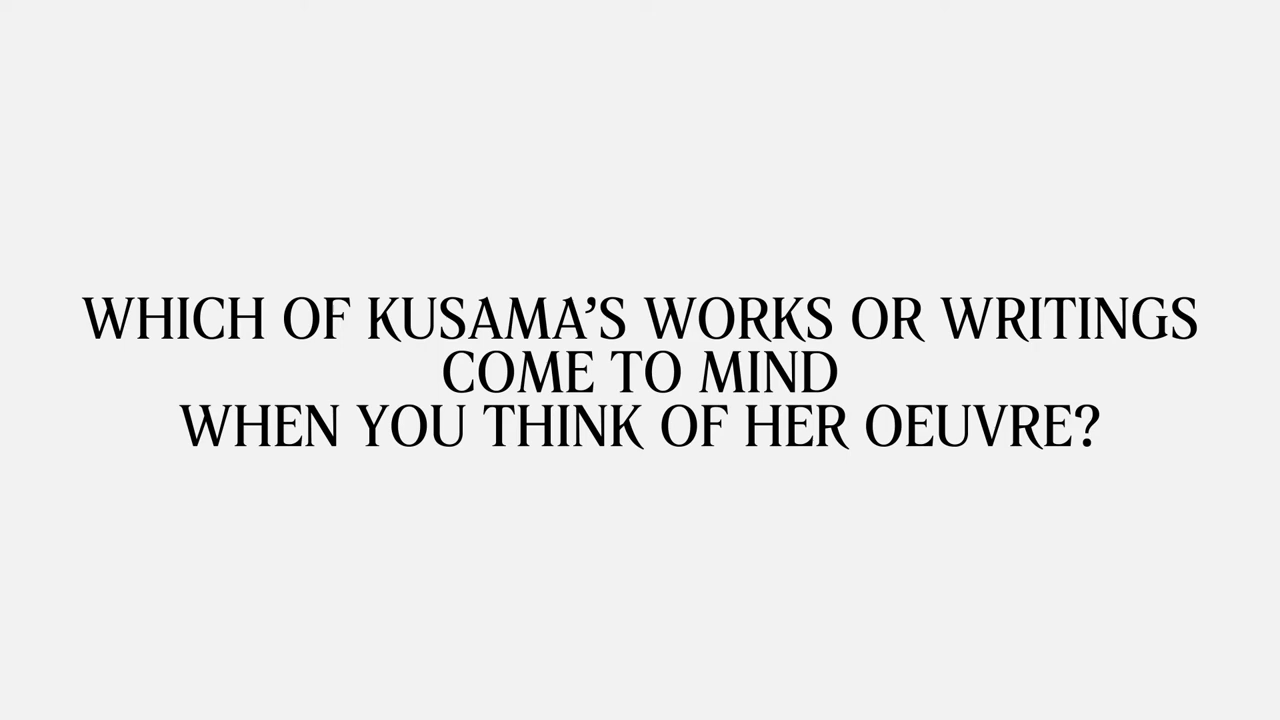 WHICH OF KUSAMA’S WORKS OR WRITINGS
COME TO MIND
WHEN YOU THINK OF HER OEUVRE?